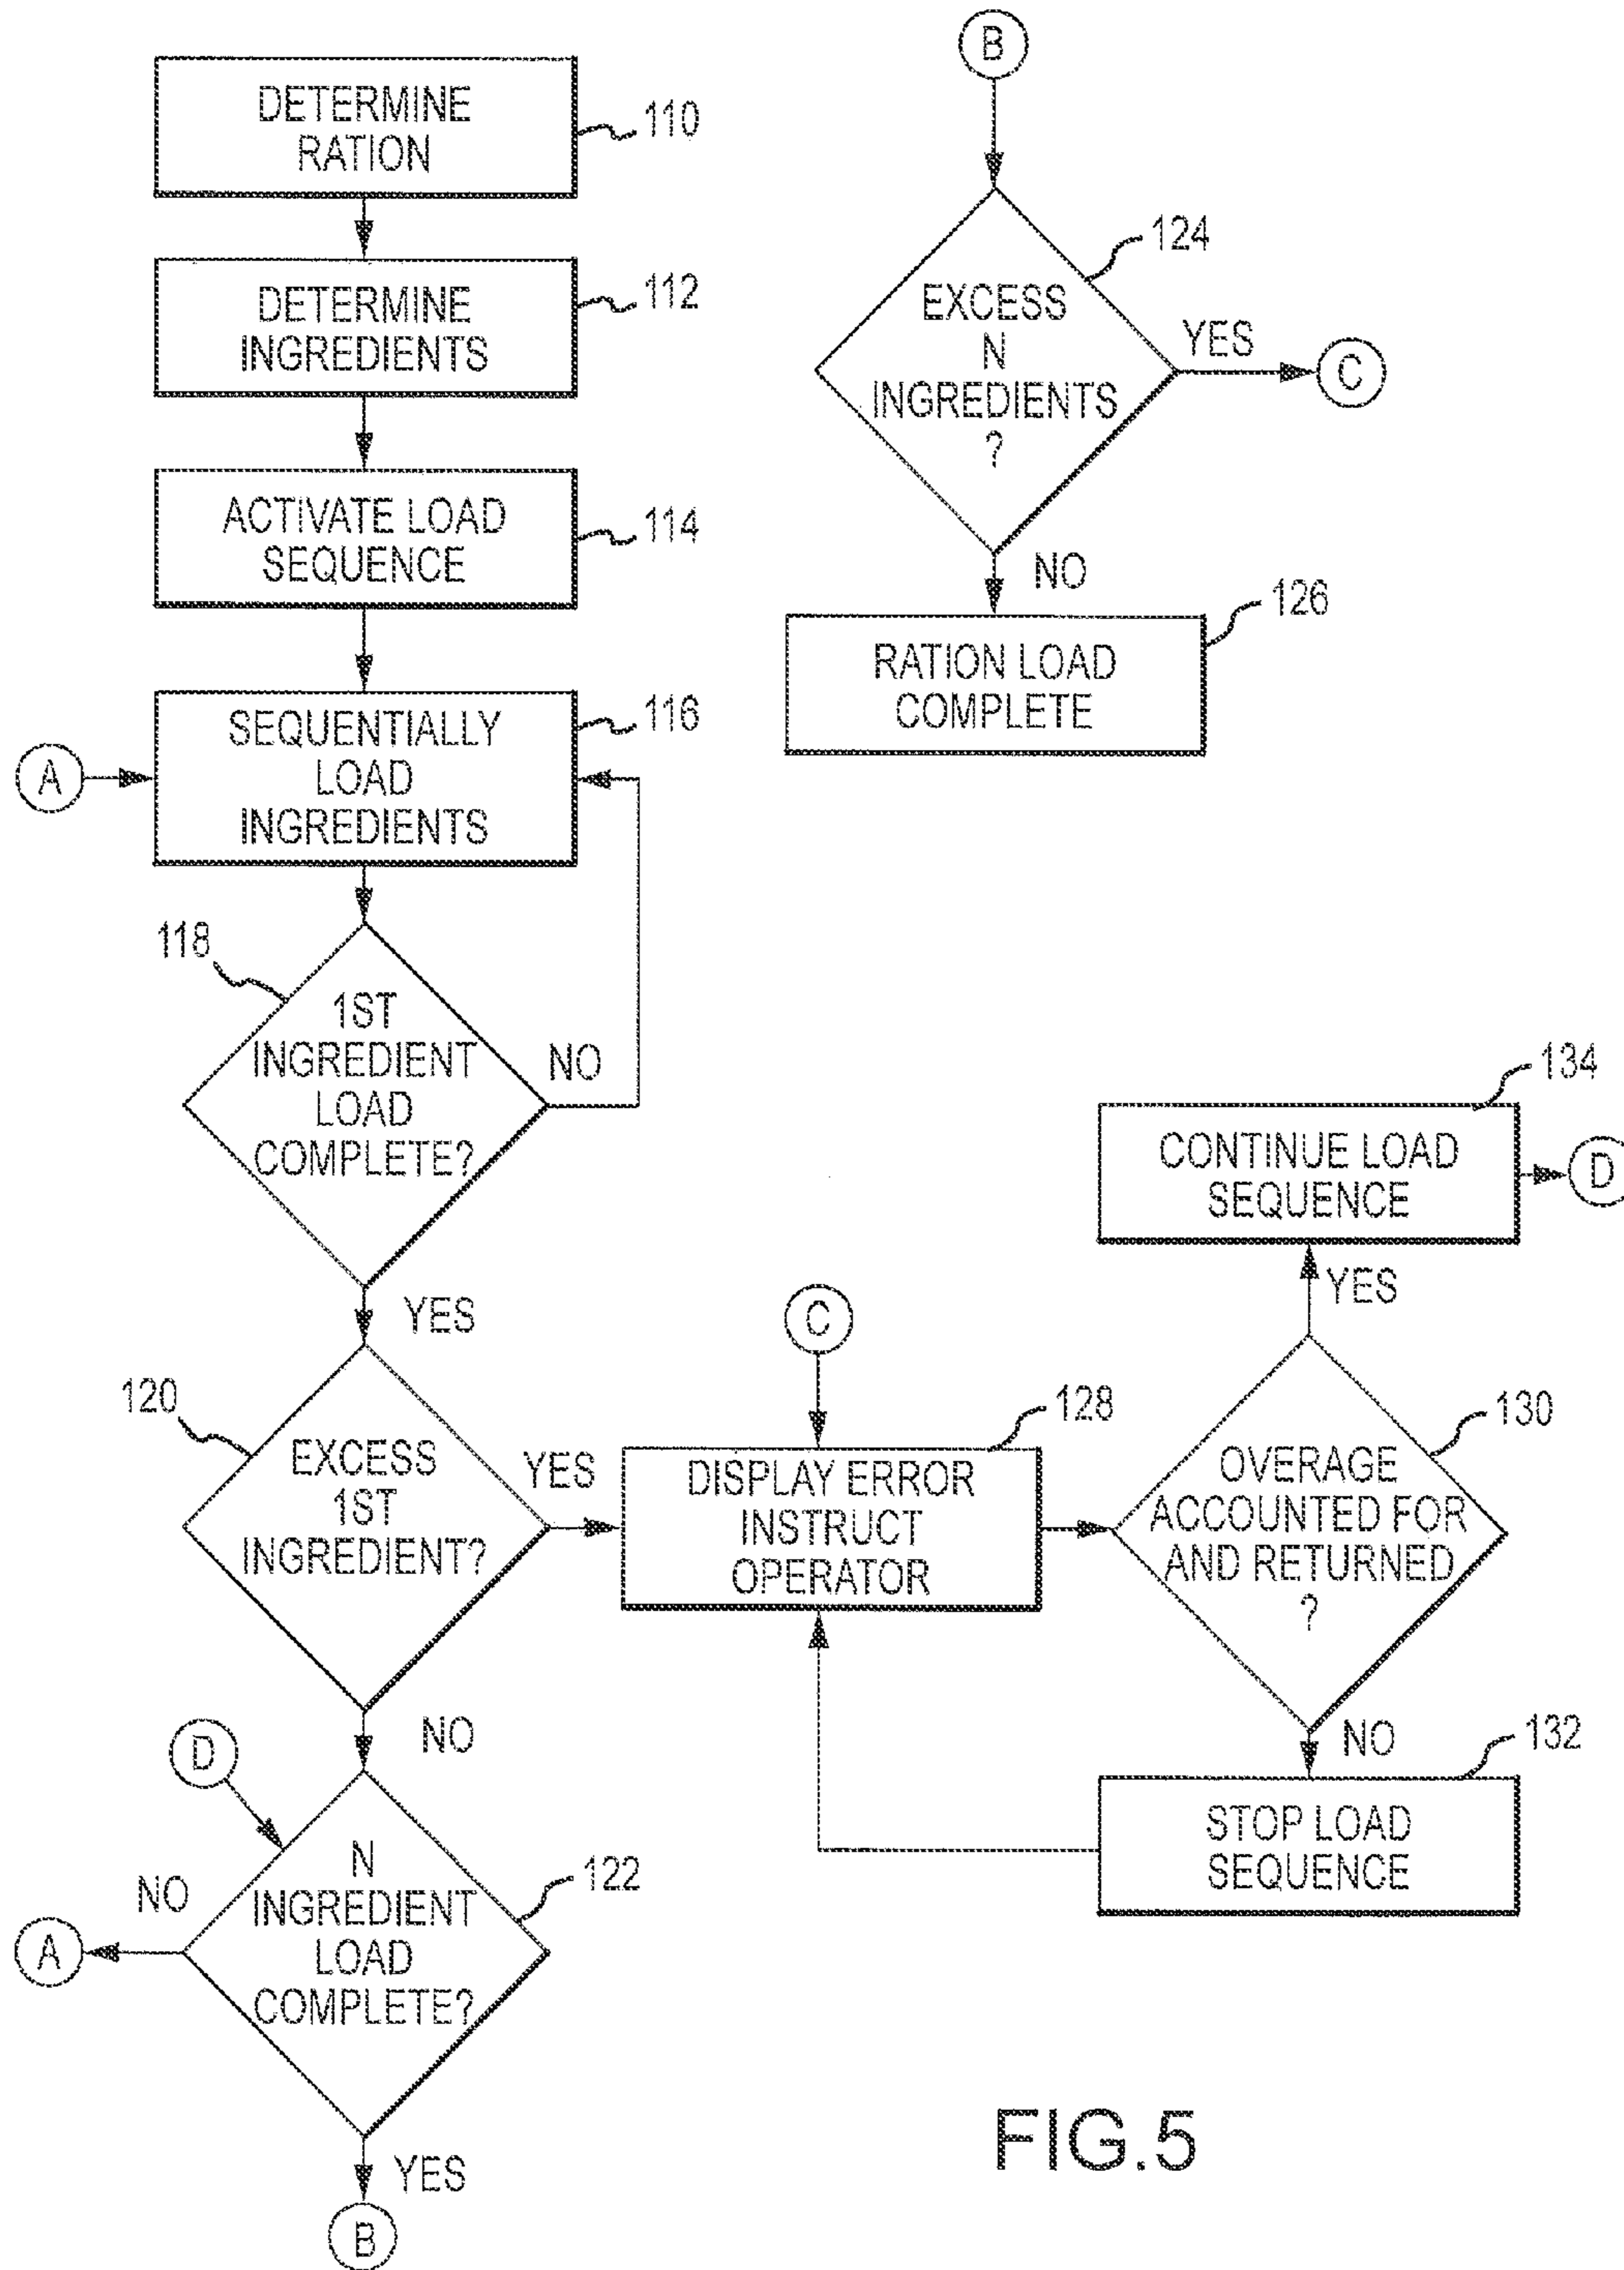 DETERMINE
RATION
110
DETERMINE
INGREDIENTS
112
ACTIVATE LOAD
SEQUENCE
114
A
SEQUENTIALLY
LOAD
INGREDIENTS
116
118
1ST
INGREDIENT
LOAD
COMPLETE?
NO
YES
120
EXCESS
1ST
INGREDIENT?
YES
NO
D
N
INGREDIENT
LOAD
COMPLETE?
122
NO
A
YES
B
B
124
EXCESS
N
INGREDIENTS
?
YES
C
NO
126
RATION LOAD
COMPLETE
C
128
DISPLAY ERROR
INSTRUCT
OPERATOR
134
CONTINUE LOAD
SEQUENCE
D
YES
130
OVERAGE
ACCOUNTED FOR
AND RETURNED
?
NO
132
STOP LOAD
SEQUENCE
FIG.5